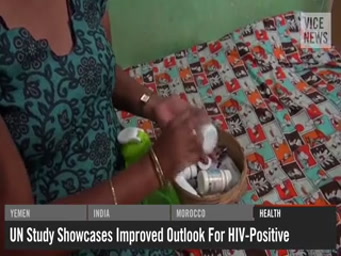 VICE
NEWS
YEMEN INDIA MOROCCO HEALTH
UN Study Showcases Improved Outlook For HIV-Positive